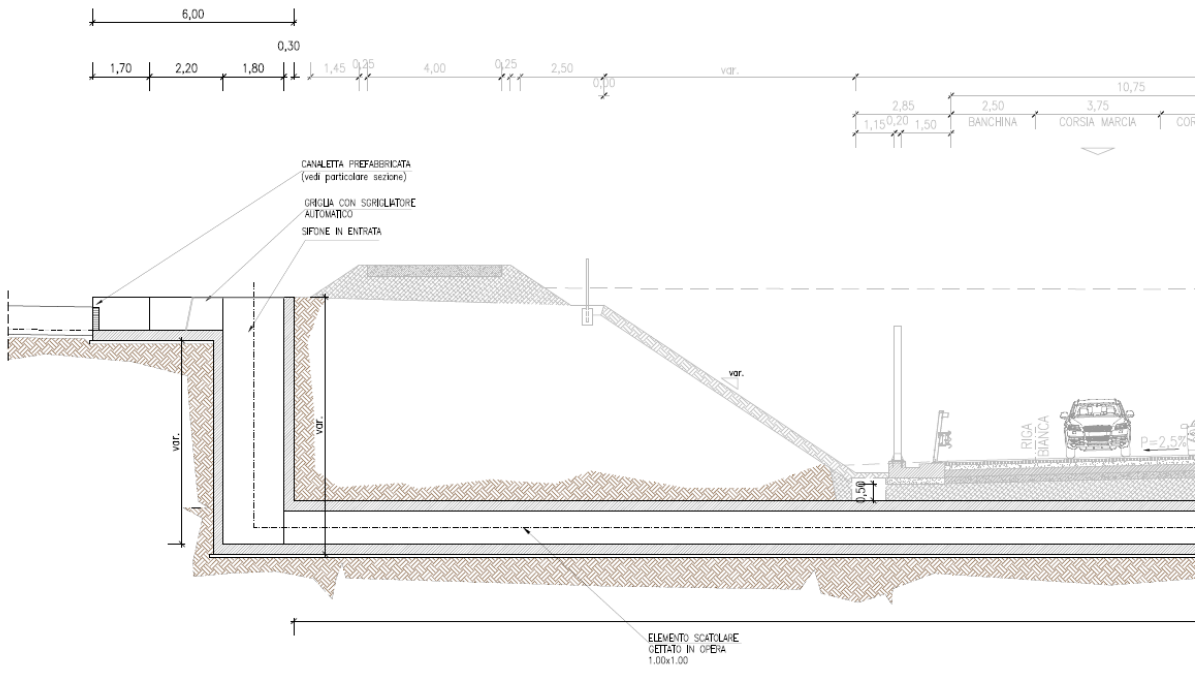 6,00
0,30
1,70
2,20
1,80
1,45
0,25
4,00
0,25
2,50
0,00
var.
10,75
2,85
2,50
3,75
1,15
0,20
1,50
BANCHINA
CORSIA MARCIA
COR
CANALETTA PREFABBRICATA
(vedi particolare sezione)
GRIGLIA CON SGRIGLIATORE
AUTOMATICO
SIFONE IN ENTRATA
var.
var.
var.
RIGA
BIANCA
P=2,5%
0,50
ELEMENTO SCATOLARE
GETTATO IN OPERA
1.00x1.00